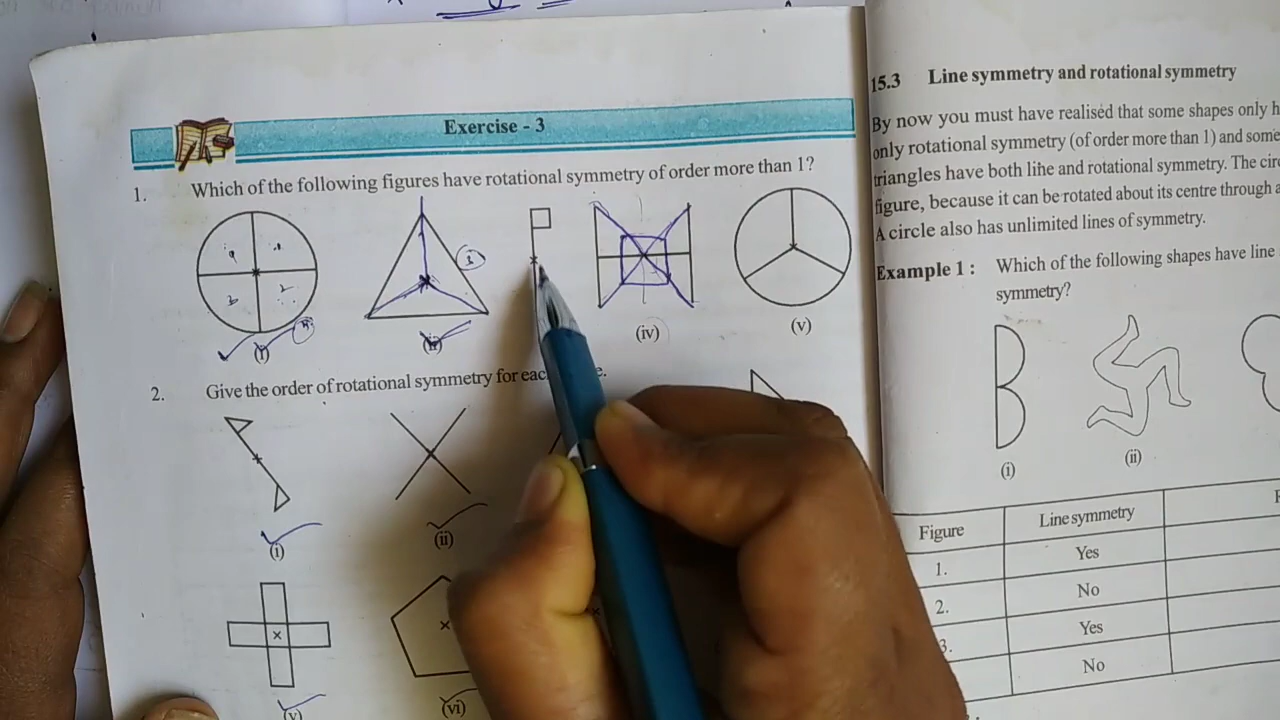 Exercise - 3
1. Which of the following figures have rotational symmetry of order more than 1?
(i)
(iv)
(v)
2. Give the order of rotational symmetry for each
(i)
(ii)
(v)
(vi)
15.3 Line symmetry and rotational symmetry
By now you must have realised that some shapes only h
only rotational symmetry (of order more than 1) and some
triangles have both line and rotational symmetry. The circ
figure, because it can be rotated about its centre through a
A circle also has unlimited lines of symmetry.
Example 1 : Which of the following shapes have line
symmetry?
(i)
(ii)
Figure Line symmetry
1. Yes
2. No
3. Yes
No